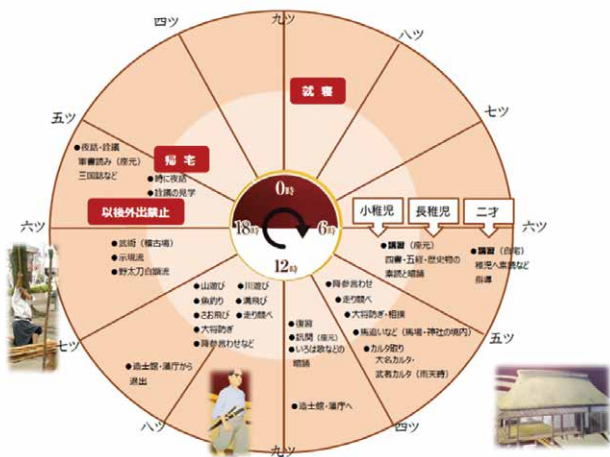 九ツ
八ツ
七ツ
六ツ
五ツ
四ツ
九ツ
八ツ
七ツ
六ツ
五ツ
四ツ
就寝
帰宅
●時に夜話
●詮議の見学
●夜話・詮議
軍書読み（座元）
三国誌など
以後外出禁止
0時
18時
6時
12時
小稚児
長稚児
二才
●講習（座元）
四書・五経・歴史物の
素読と暗誦
●講習（自宅）
稚児へ素読など
指導
●武術（稽古場）
●示現流
●野太刀自顕流
●山遊び
●川遊び
●魚釣り
●溝飛び
●さお飛び
●走り闘べ
●大将防ぎ
●降参言わせなど
●造士館・藩庁から
退出
●復習
●訊問
●いろは歌などの
暗誦
●造士館・藩庁へ
●降参言わせ
●走り闘べ
●大将防ぎ・相撲
●馬追いなど（馬場・神社の境内）
●カルタ取り
大名カルタ・
武者カルタ（雨天時）